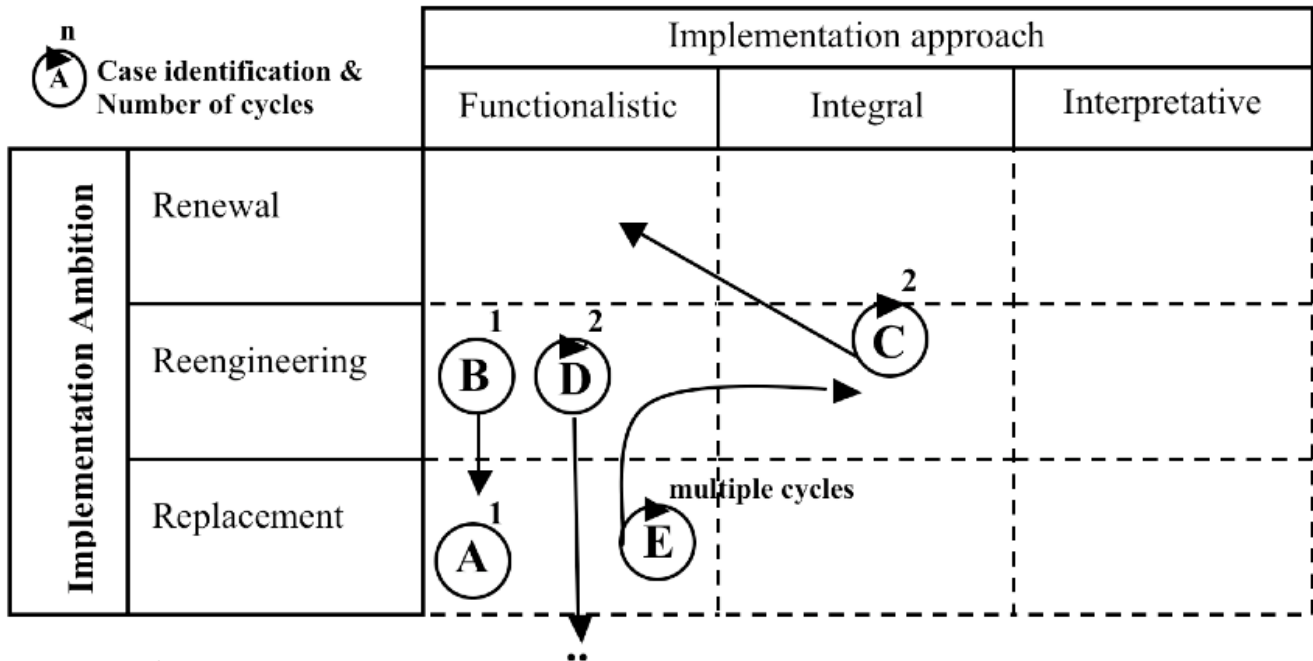 n
A
Case identification &
Number of cycles
Implementation approach
Functionalistic
Integral
Interpretative
Implementation Ambition
Renewal
Reengineering
Replacement
2
C
1
B
2
D
multiple cycles
E
1
A